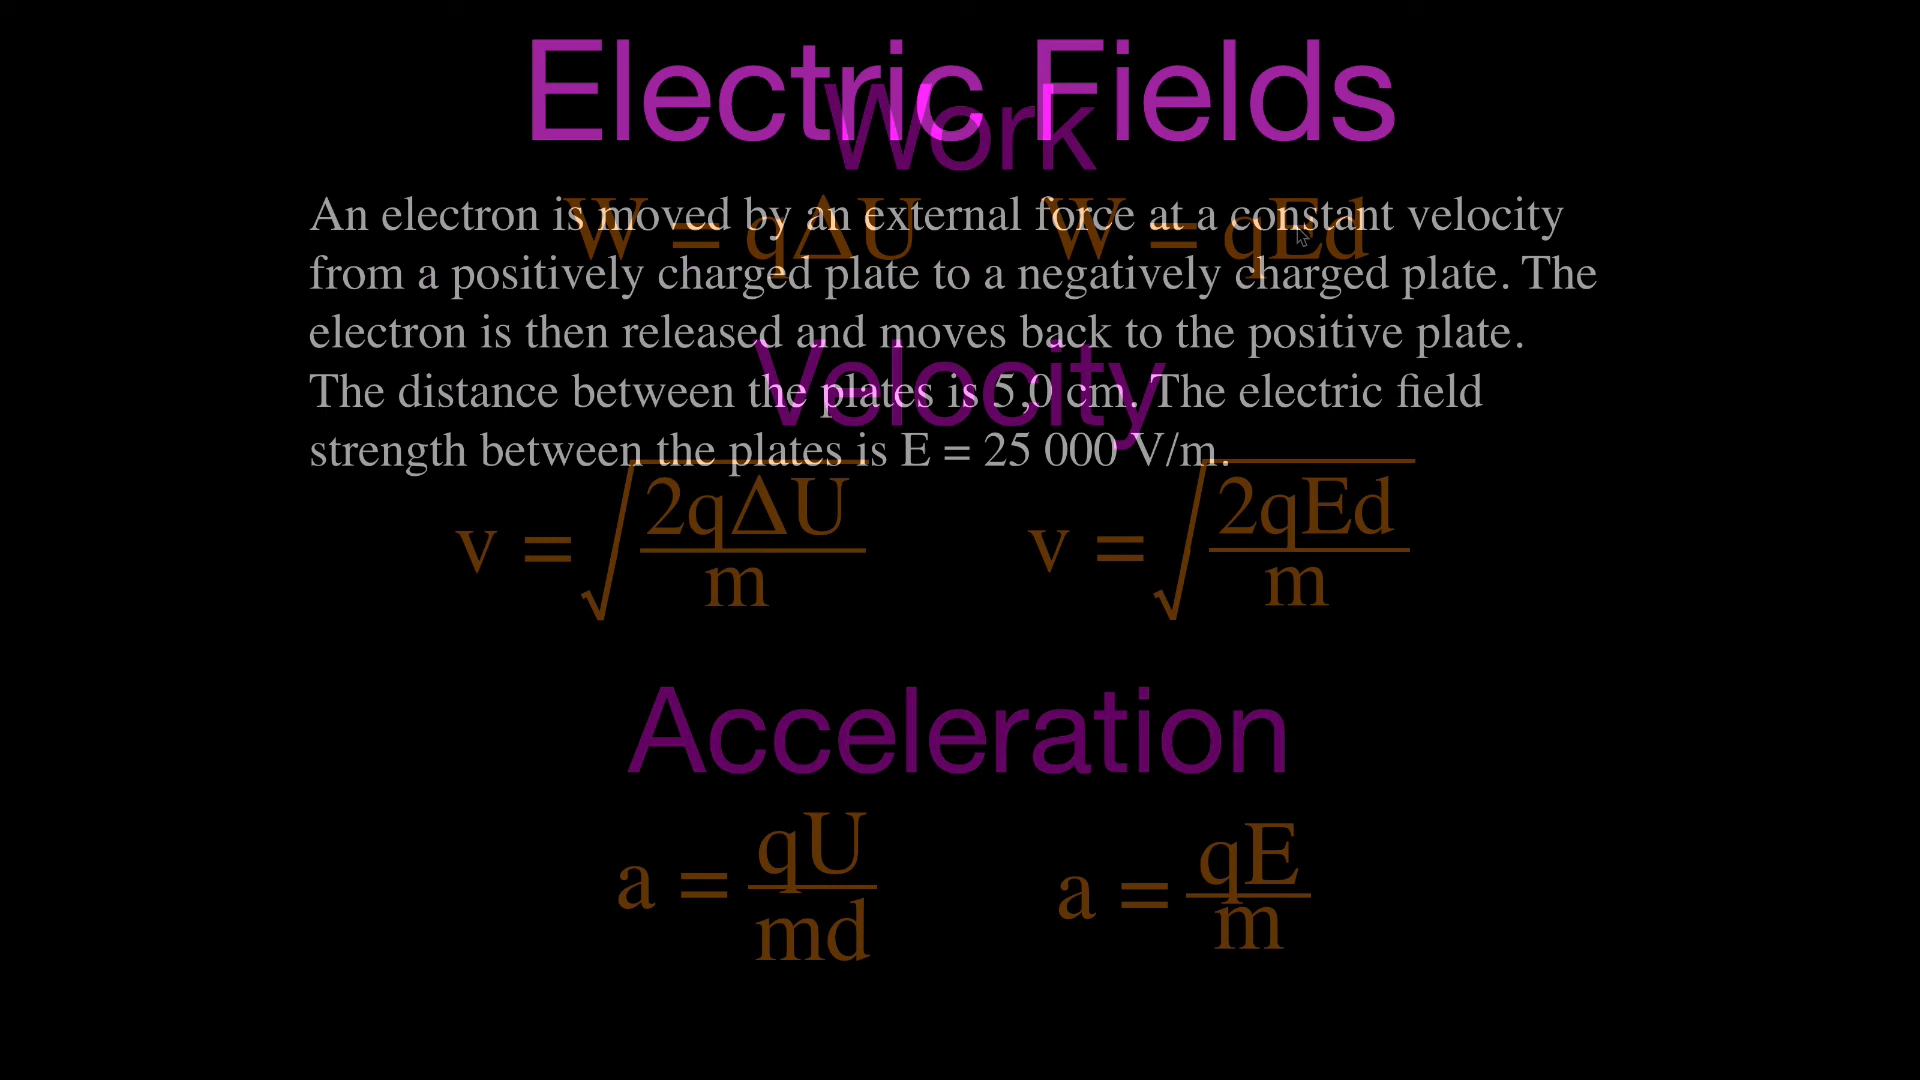 Electric Fields
Work
An electron is moved by an external force at a constant velocity
from a positively charged plate to a negatively charged plate. The
electron is then released and moves back to the positive plate.
The distance between the plates is 5,0 cm. The electric field
strength between the plates is E = 25 000 V/m.
W = qΔU W = qEd
Velocity
v = √(2qΔU/m) v = √(2qEd/m)
Acceleration
a = qU/md a = qE/m